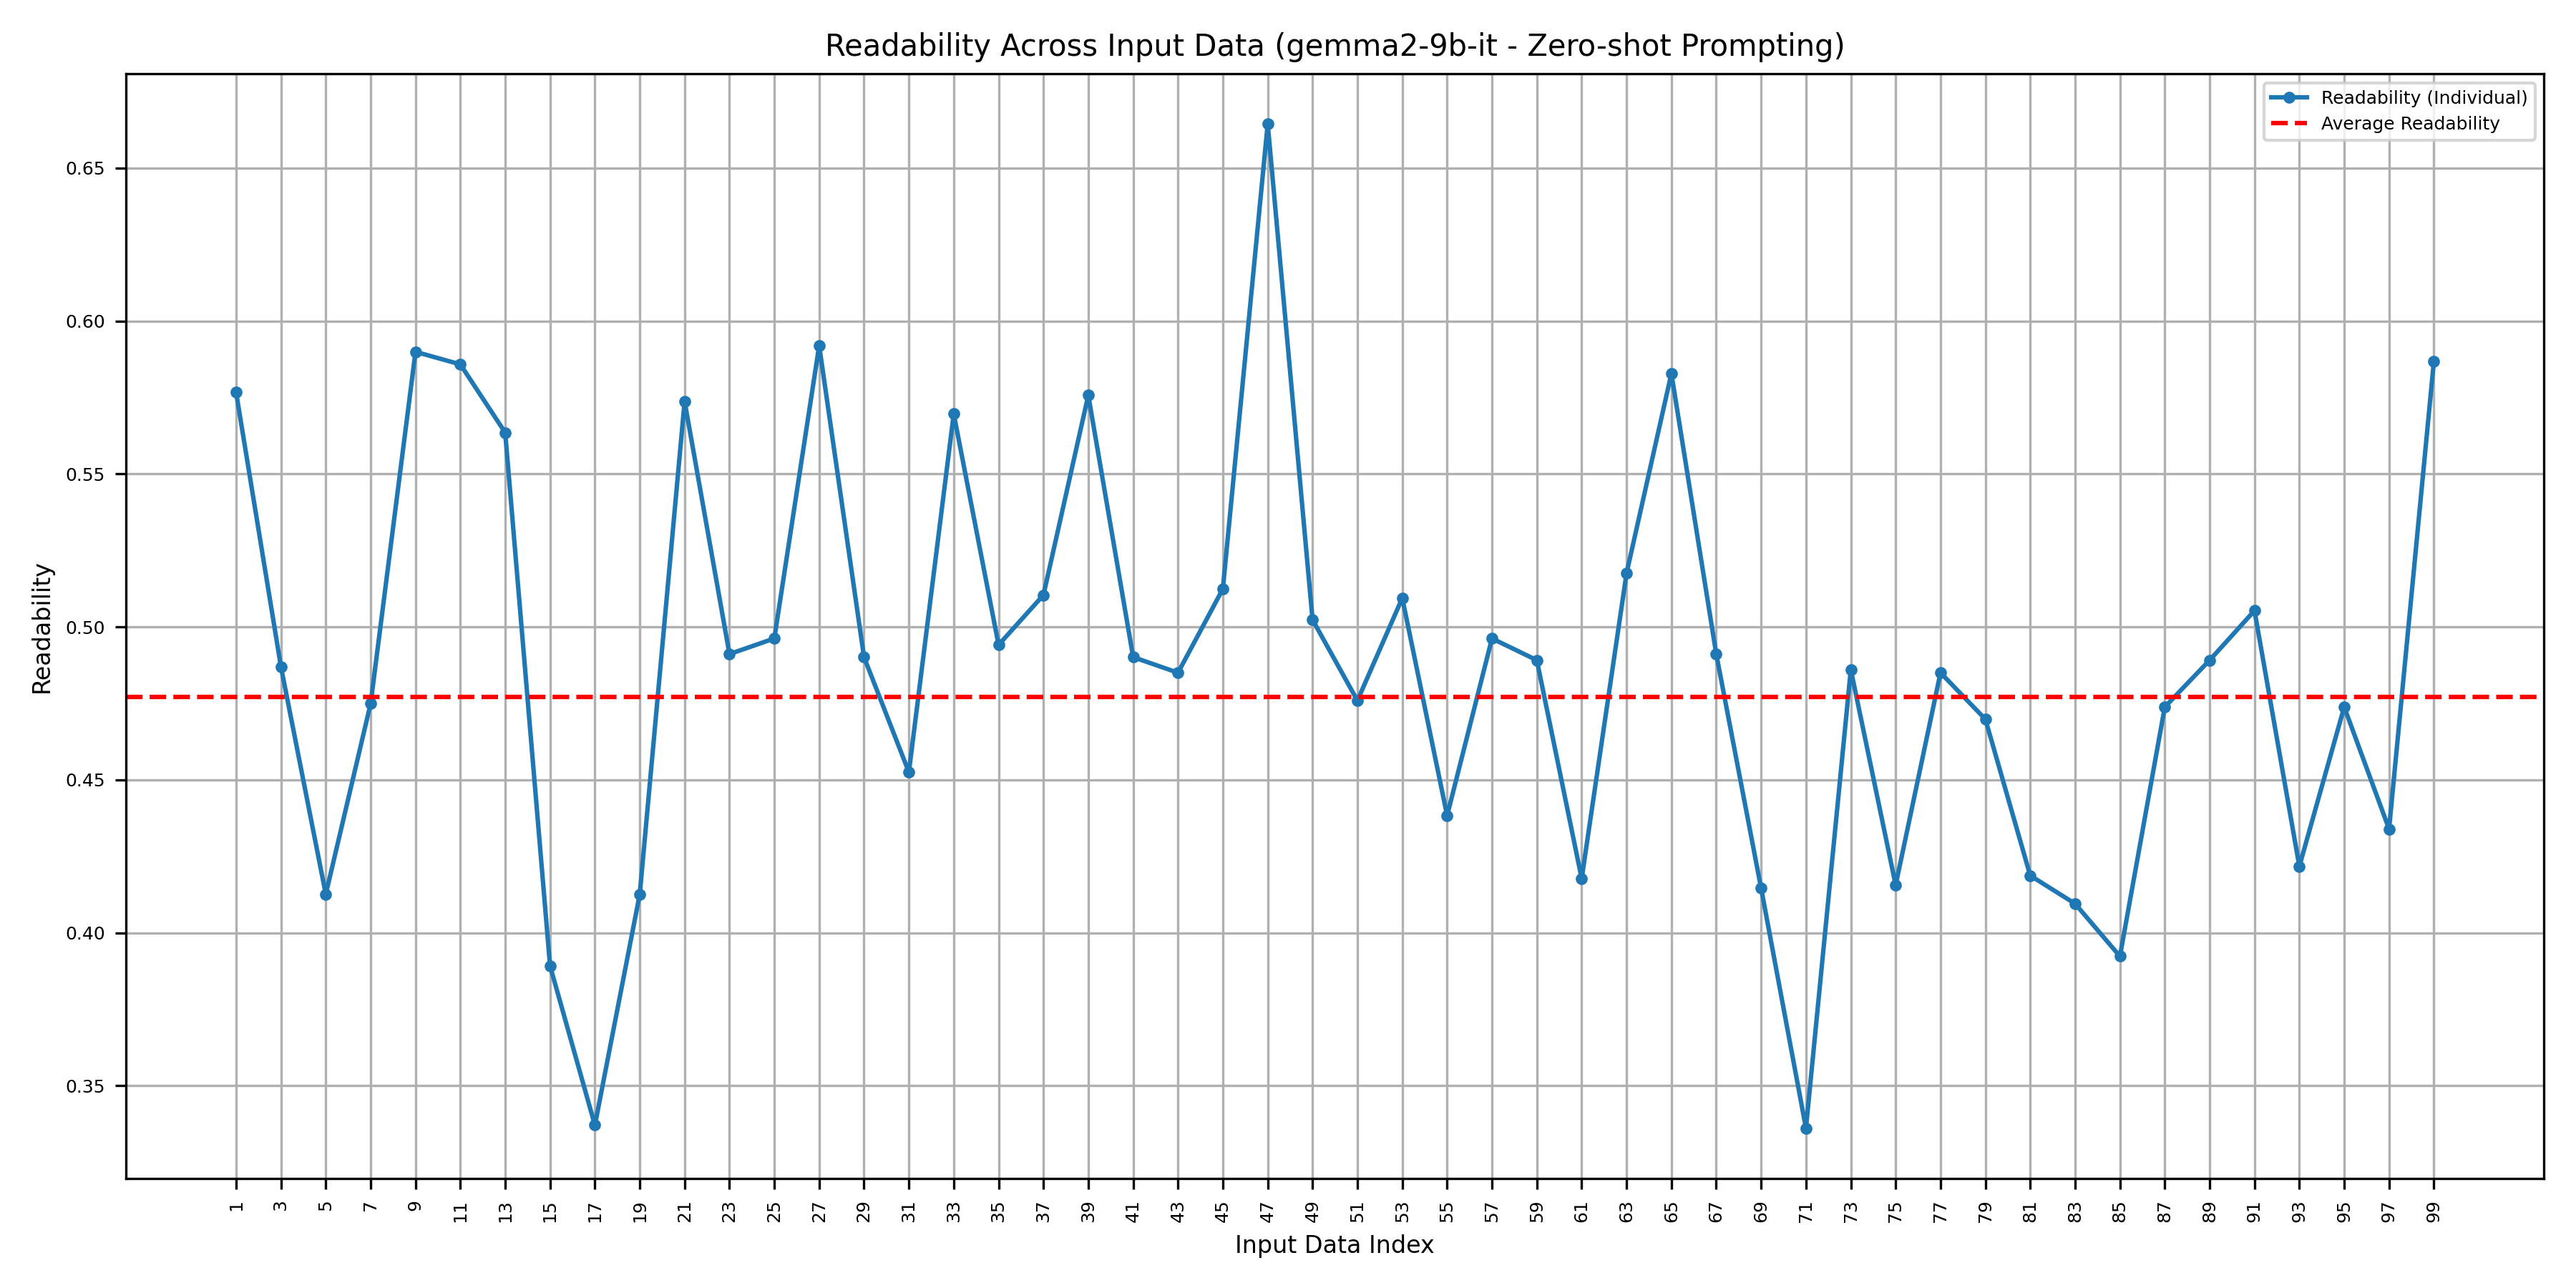 Readability Across Input Data (gemma2-9b-it - Zero-shot Prompting)
Readability (Individual)
Average Readability
Readability
0.65
0.60
0.55
0.50
0.45
0.40
0.35
1 3 5 7 9 11 13 15 17 19 21 23 25 27 29 31 33 35 37 39 41 43 45 47 49 51 53 55 57 59 61 63 65 67 69 71 73 75 77 79 81 83 85 87 89 91 93 95 97 99
Input Data Index